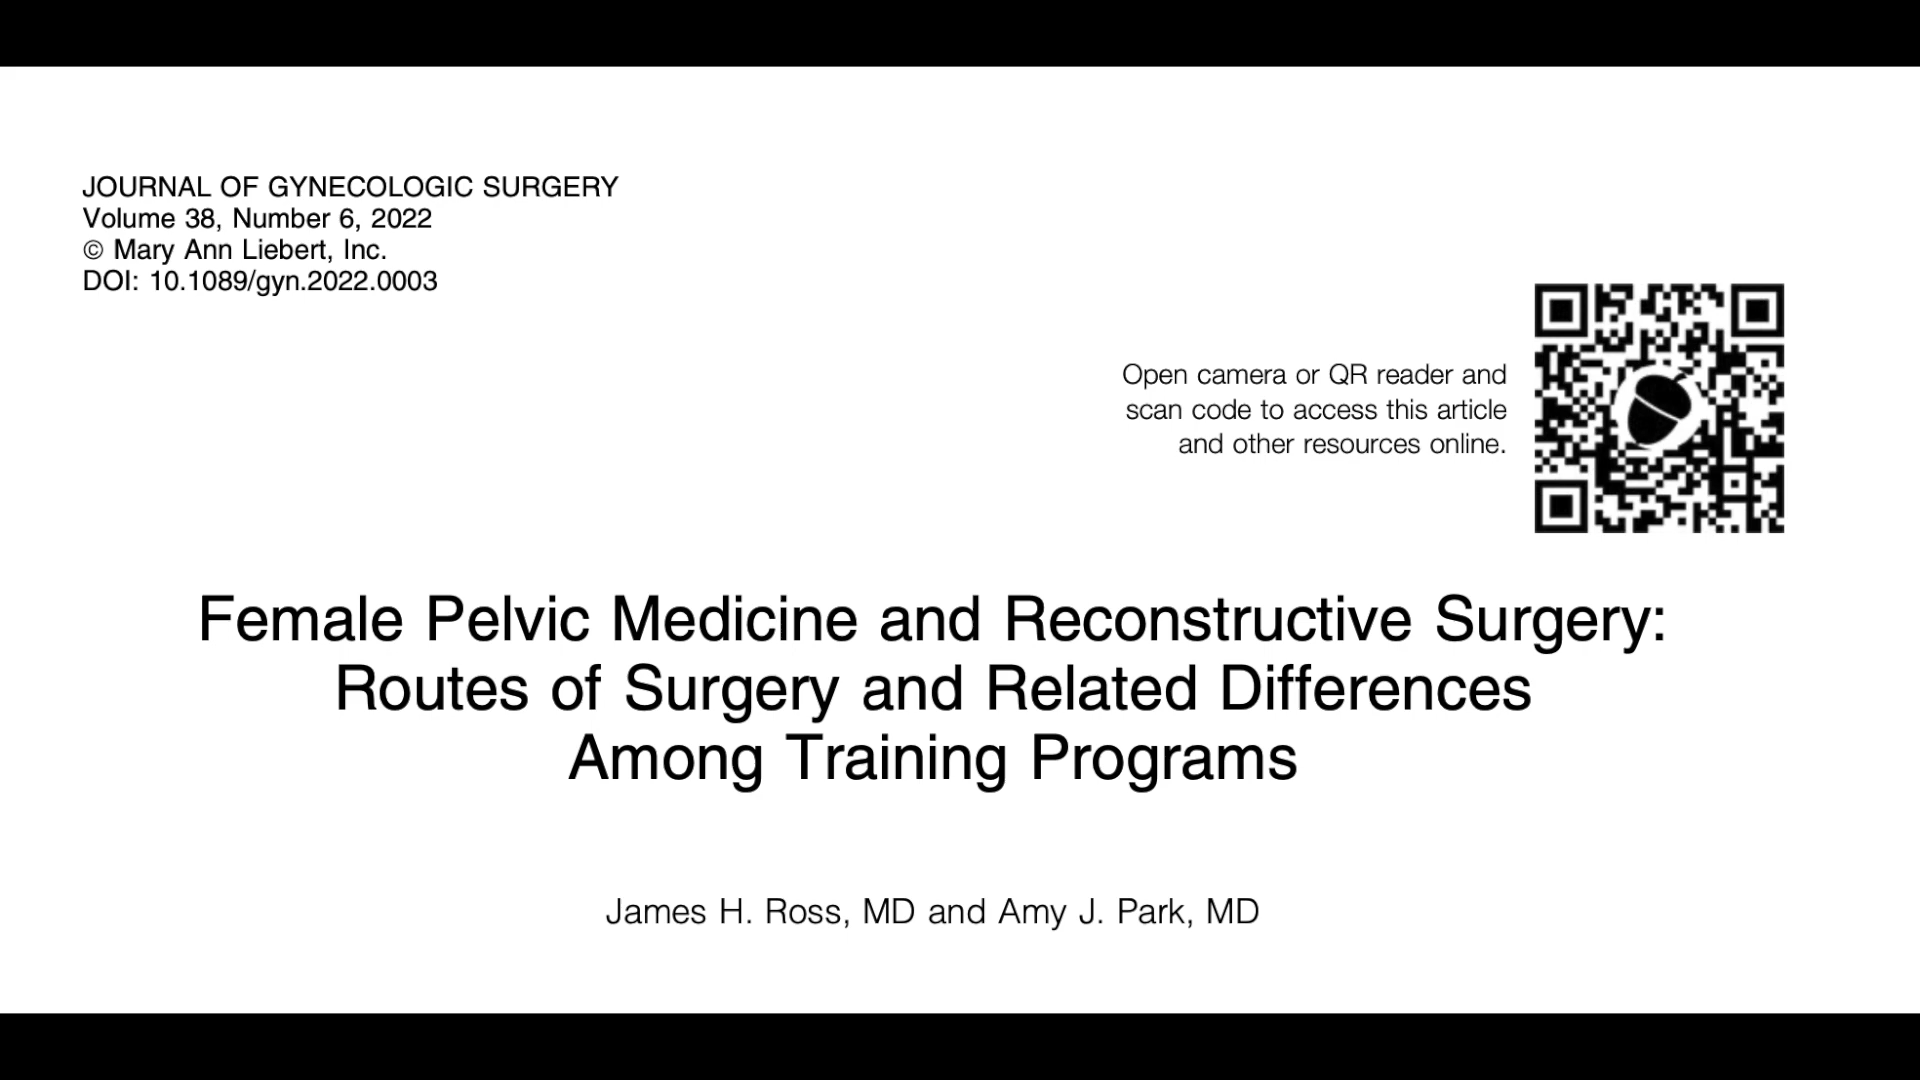 JOURNAL OF GYNECOLOGIC SURGERY
Volume 38, Number 6, 2022
© Mary Ann Liebert, Inc.
DOI: 10.1089/gyn.2022.0003
Open camera or QR reader and
scan code to access this article
and other resources online.
Female Pelvic Medicine and Reconstructive Surgery:
Routes of Surgery and Related Differences
Among Training Programs
James H. Ross, MD and Amy J. Park, MD